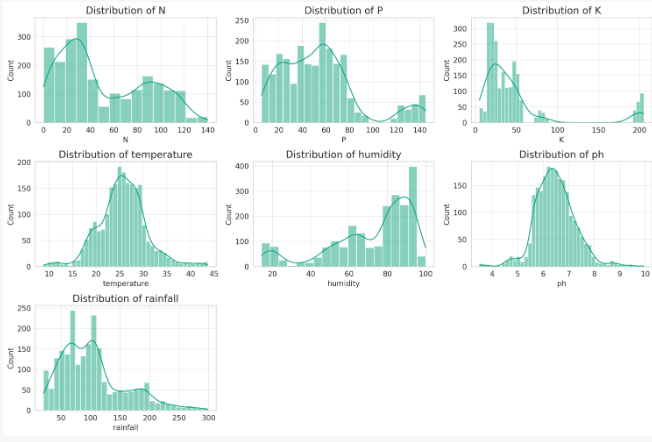 Distribution of N
Distribution of P
Distribution of K
Count
300
200
100
0
0 20 40 60 80 100 120 140
N
Count
250
200
150
100
50
0
0 20 40 60 80 100 120 140
P
Count
300
250
200
150
100
50
0
0 50 100 150 200
K
Distribution of temperature
Distribution of humidity
Distribution of ph
Count
200
150
100
50
0
10 15 20 25 30 35 40 45
temperature
Count
400
300
200
100
0
20 40 60 80 100
humidity
Count
150
100
50
0
4 5 6 7 8 9 10
ph
Distribution of rainfall
Count
250
200
150
100
50
0
50 100 150 200 250 300
rainfall